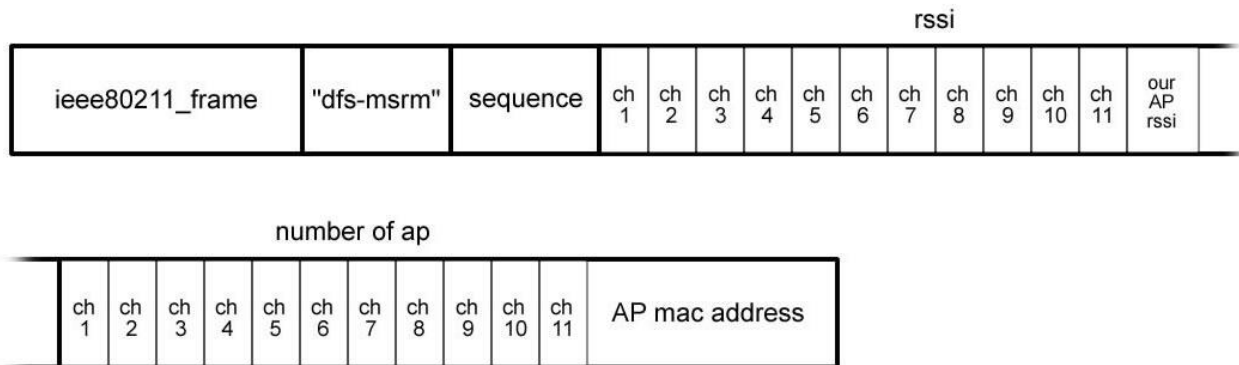 rssi
ieee80211_frame "dfs-msrm" sequence ch 1 ch 2 ch 3 ch 4 ch 5 ch 6 ch 7 ch 8 ch 9 ch 10 ch 11 our AP rssi
number of ap
ch 1 ch 2 ch 3 ch 4 ch 5 ch 6 ch 7 ch 8 ch 9 ch 10 ch 11 AP mac address